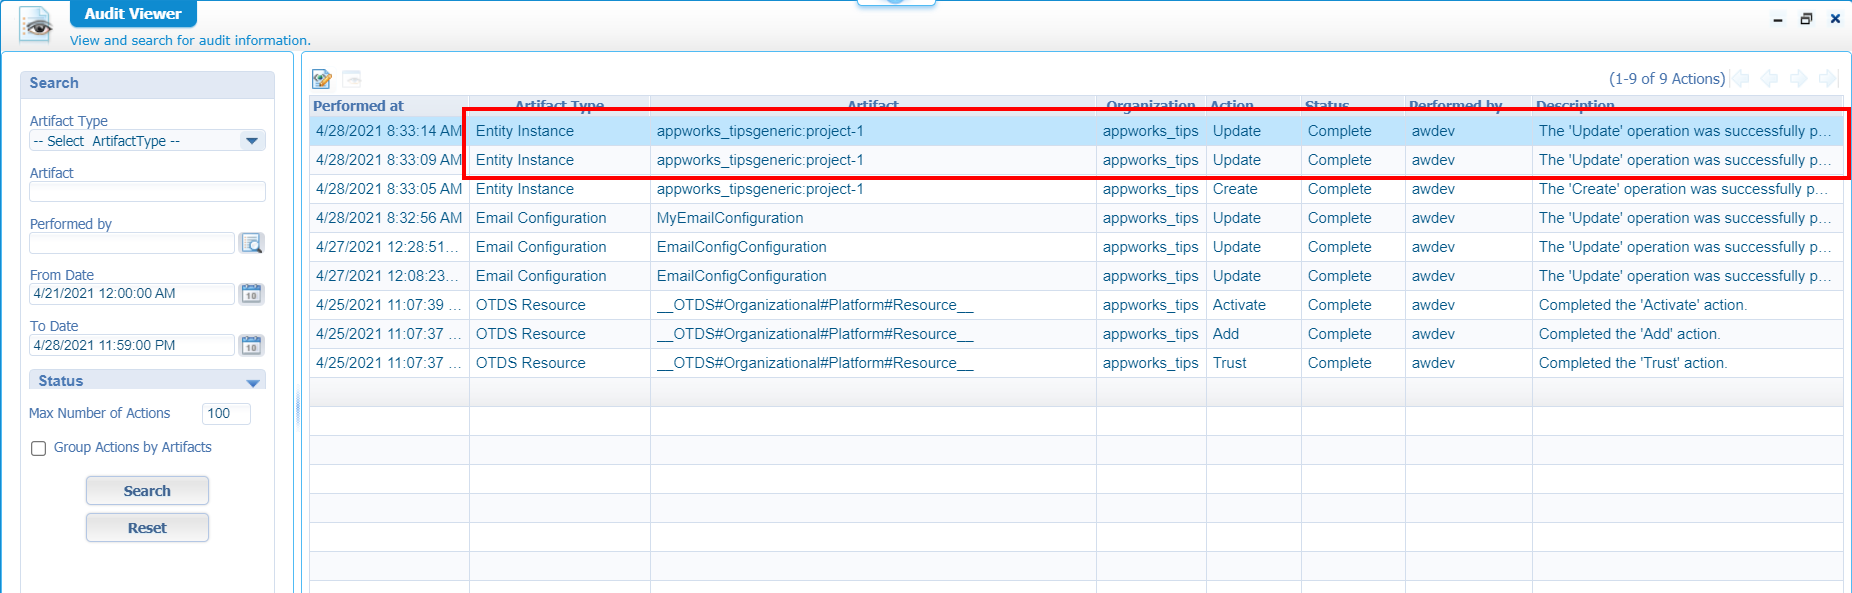 Audit Viewer
View and search for audit information.
Search
Artifact Type
-- Select ArtifactType --
Artifact
Performed by
From Date
4/21/2021 12:00:00 AM
10
To Date
4/28/2021 11:59:00 PM
10
Status
Max Number of Actions 100
Group Actions by Artifacts
Search
Reset
(1-9 of 9 Actions)
Performed at Artifact Type Artifact Organization Action Status Performed by Description
4/28/2021 8:33:14 AM Entity Instance appworks_tipsgeneric:project-1 appworks_tips Update Complete awdev The 'Update' operation was successfully p...
4/28/2021 8:33:09 AM Entity Instance appworks_tipsgeneric:project-1 appworks_tips Update Complete awdev The 'Update' operation was successfully p...
4/28/2021 8:33:05 AM Entity Instance appworks_tipsgeneric:project-1 appworks_tips Create Complete awdev The 'Create' operation was successfully p...
4/28/2021 8:32:56 AM Email Configuration MyEmailConfiguration appworks_tips Update Complete awdev The 'Update' operation was successfully p...
4/27/2021 12:28:51... Email Configuration EmailConfigConfiguration appworks_tips Update Complete awdev The 'Update' operation was successfully p...
4/27/2021 12:08:23... Email Configuration EmailConfigConfiguration appworks_tips Update Complete awdev The 'Update' operation was successfully p...
4/25/2021 11:07:39 ... OTDS Resource __OTDS#Organizational#Platform#Resource__ appworks_tips Activate Complete awdev Completed the 'Activate' action.
4/25/2021 11:07:37 ... OTDS Resource __OTDS#Organizational#Platform#Resource__ appworks_tips Add Complete awdev Completed the 'Add' action.
4/25/2021 11:07:37 ... OTDS Resource __OTDS#Organizational#Platform#Resource__ appworks_tips Trust Complete awdev Completed the 'Trust' action.